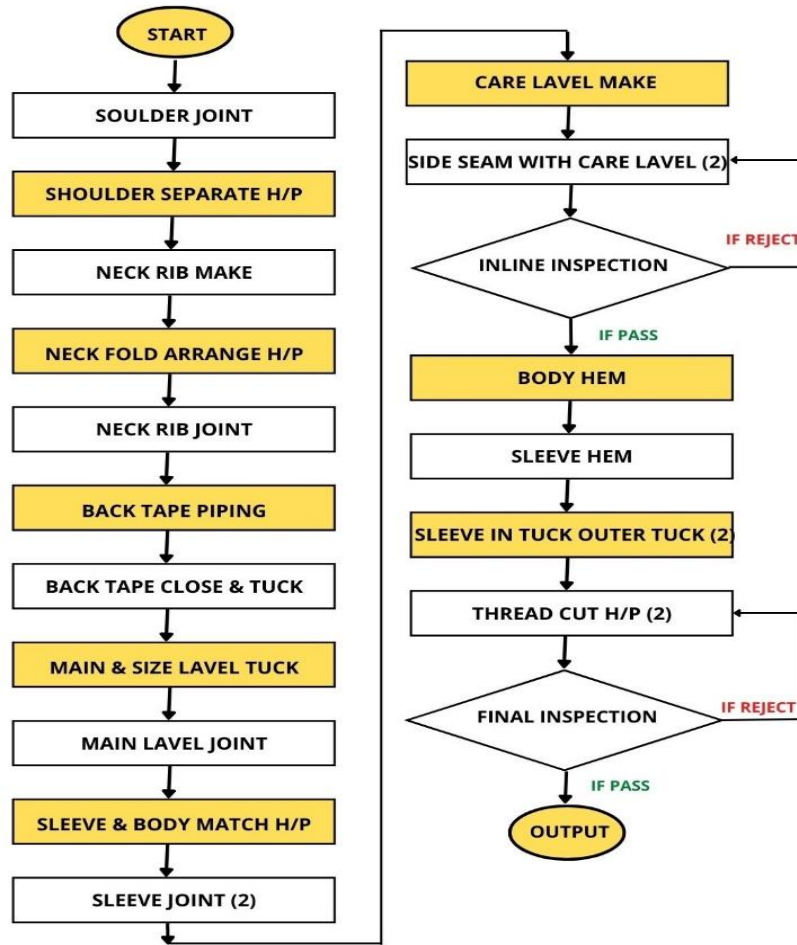 START
SOULDER JOINT
SHOULDER SEPARATE H/P
NECK RIB MAKE
NECK FOLD ARRANGE H/P
NECK RIB JOINT
BACK TAPE PIPING
BACK TAPE CLOSE & TUCK
MAIN & SIZE LAVEL TUCK
MAIN LAVEL JOINT
SLEEVE & BODY MATCH H/P
SLEEVE JOINT (2)
CARE LAVEL MAKE
SIDE SEAM WITH CARE LAVEL (2)
IF REJECT
INLINE INSPECTION
IF PASS
BODY HEM
SLEEVE HEM
SLEEVE IN TUCK OUTER TUCK (2)
THREAD CUT H/P (2)
IF REJECT
FINAL INSPECTION
IF PASS
OUTPUT